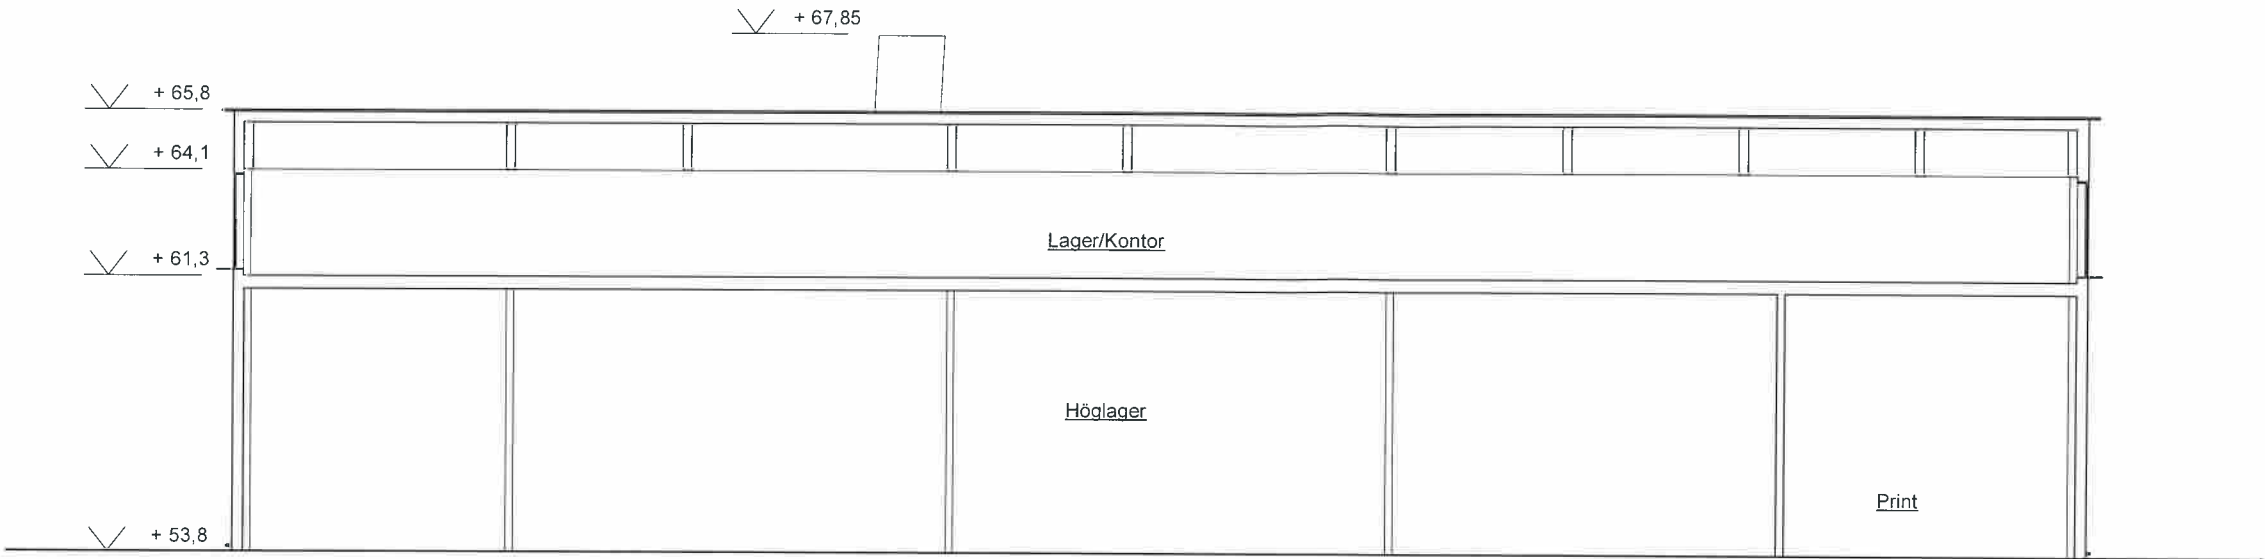 + 67,85
+ 65,8
+ 64,1
Lager/Kontor
+ 61,3
Höglager
Print
+ 53,8